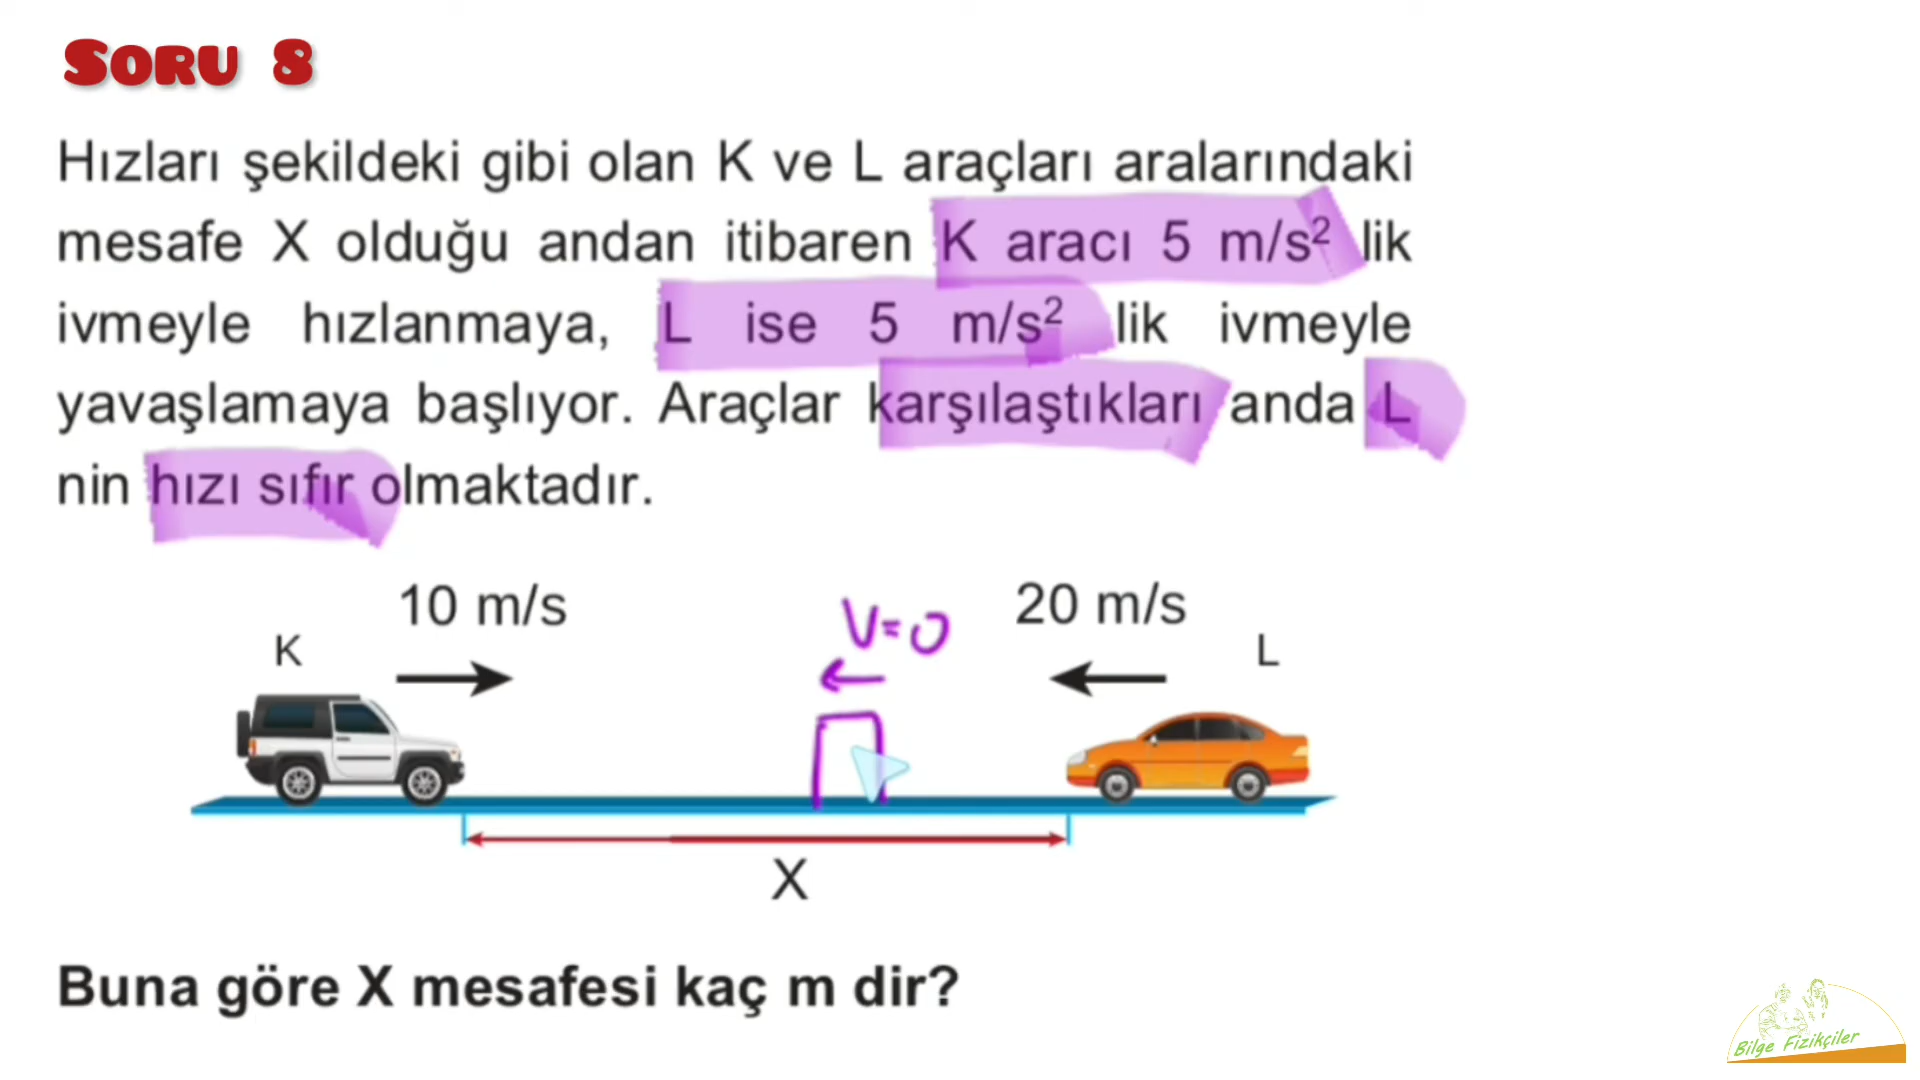 SORU 8
Hızları şekildeki gibi olan K ve L araçları aralarındaki
mesafe X olduğu andan itibaren K aracı 5 m/s² lik
ivmeyle hızlanmaya, L ise 5 m/s² lik ivmeyle
yavaşlamaya başlıyor. Araçlar karşılaştıkları anda L
nin hızı sıfır olmaktadır.
10 m/s
V=0
20 m/s
K
L
X
Buna göre X mesafesi kaç m dir?
Bilge Fizikçiler